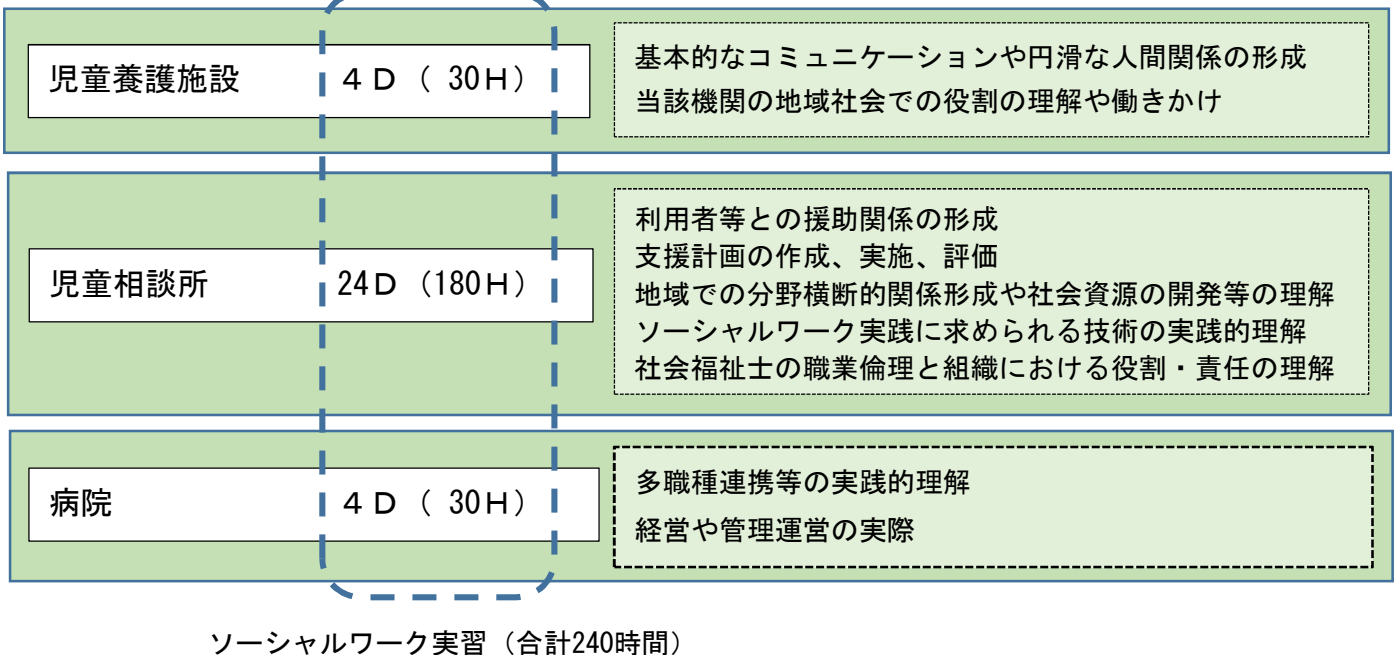 児童養護施設 ４Ｄ（ 30Ｈ）
基本的なコミュニケーションや円滑な人間関係の形成
当該機関の地域社会での役割の理解や働きかけ
児童相談所 24Ｄ（180Ｈ）
利用者等との援助関係の形成
支援計画の作成、実施、評価
地域での分野横断的関係形成や社会資源の開発等の理解
ソーシャルワーク実践に求められる技術の実践的理解
社会福祉士の職業倫理と組織における役割・責任の理解
病院 ４Ｄ（ 30Ｈ）
多職種連携等の実践的理解
経営や管理運営の実際
ソーシャルワーク実習（合計240時間）